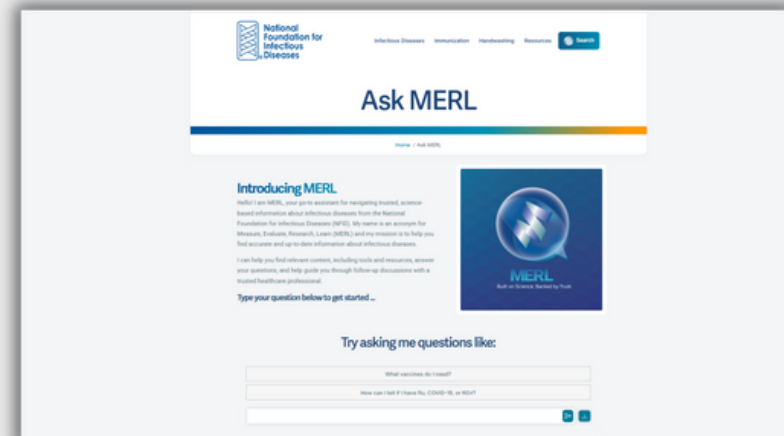 National
Foundation for
Infectious
Diseases
Infectious Diseases Immunization Handwashing Resources Search
Ask MERL
Home / Ask MERL
Introducing MERL
Hello! I am MERL, your go-to assistant for navigating trusted, science-
based information about infectious diseases from the National
Foundation for Infectious Diseases (NFID). My name is an acronym for
Measure, Evaluate, Research, Learn (MERL) and my mission is to help you
find accurate and up-to-date information about infectious diseases.
I can help you find relevant content, including tools and resources, answer
your questions, and help guide you through follow-up discussions with a
trusted healthcare professional.
Type your question below to get started ...
MERL
Built on Science. Backed by Trust.
Try asking me questions like:
What vaccines do I need?
How can I tell if I have flu, COVID-19, or RSV?